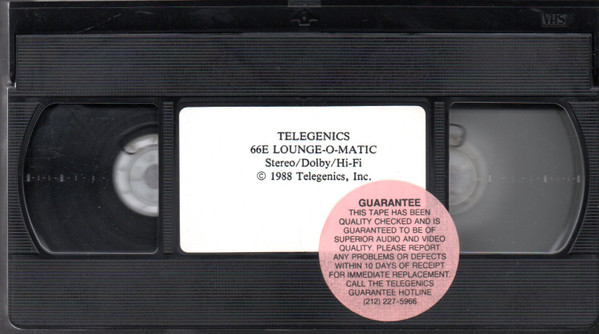 VHS
TELEGENICS
66E LOUNGE-O-MATIC
Stereo/Dolby/Hi-Fi
© 1988 Telegenics, Inc.
GUARANTEE
THIS TAPE HAS BEEN
QUALITY CHECKED AND IS
GUARANTEED TO BE OF
SUPERIOR AUDIO AND VIDEO
QUALITY. PLEASE REPORT
ANY PROBLEMS OR DEFECTS
WITHIN 10 DAYS OF RECEIPT
FOR IMMEDIATE REPLACEMENT.
CALL THE TELEGENICS
GUARANTEE HOTLINE
(212) 227-5966